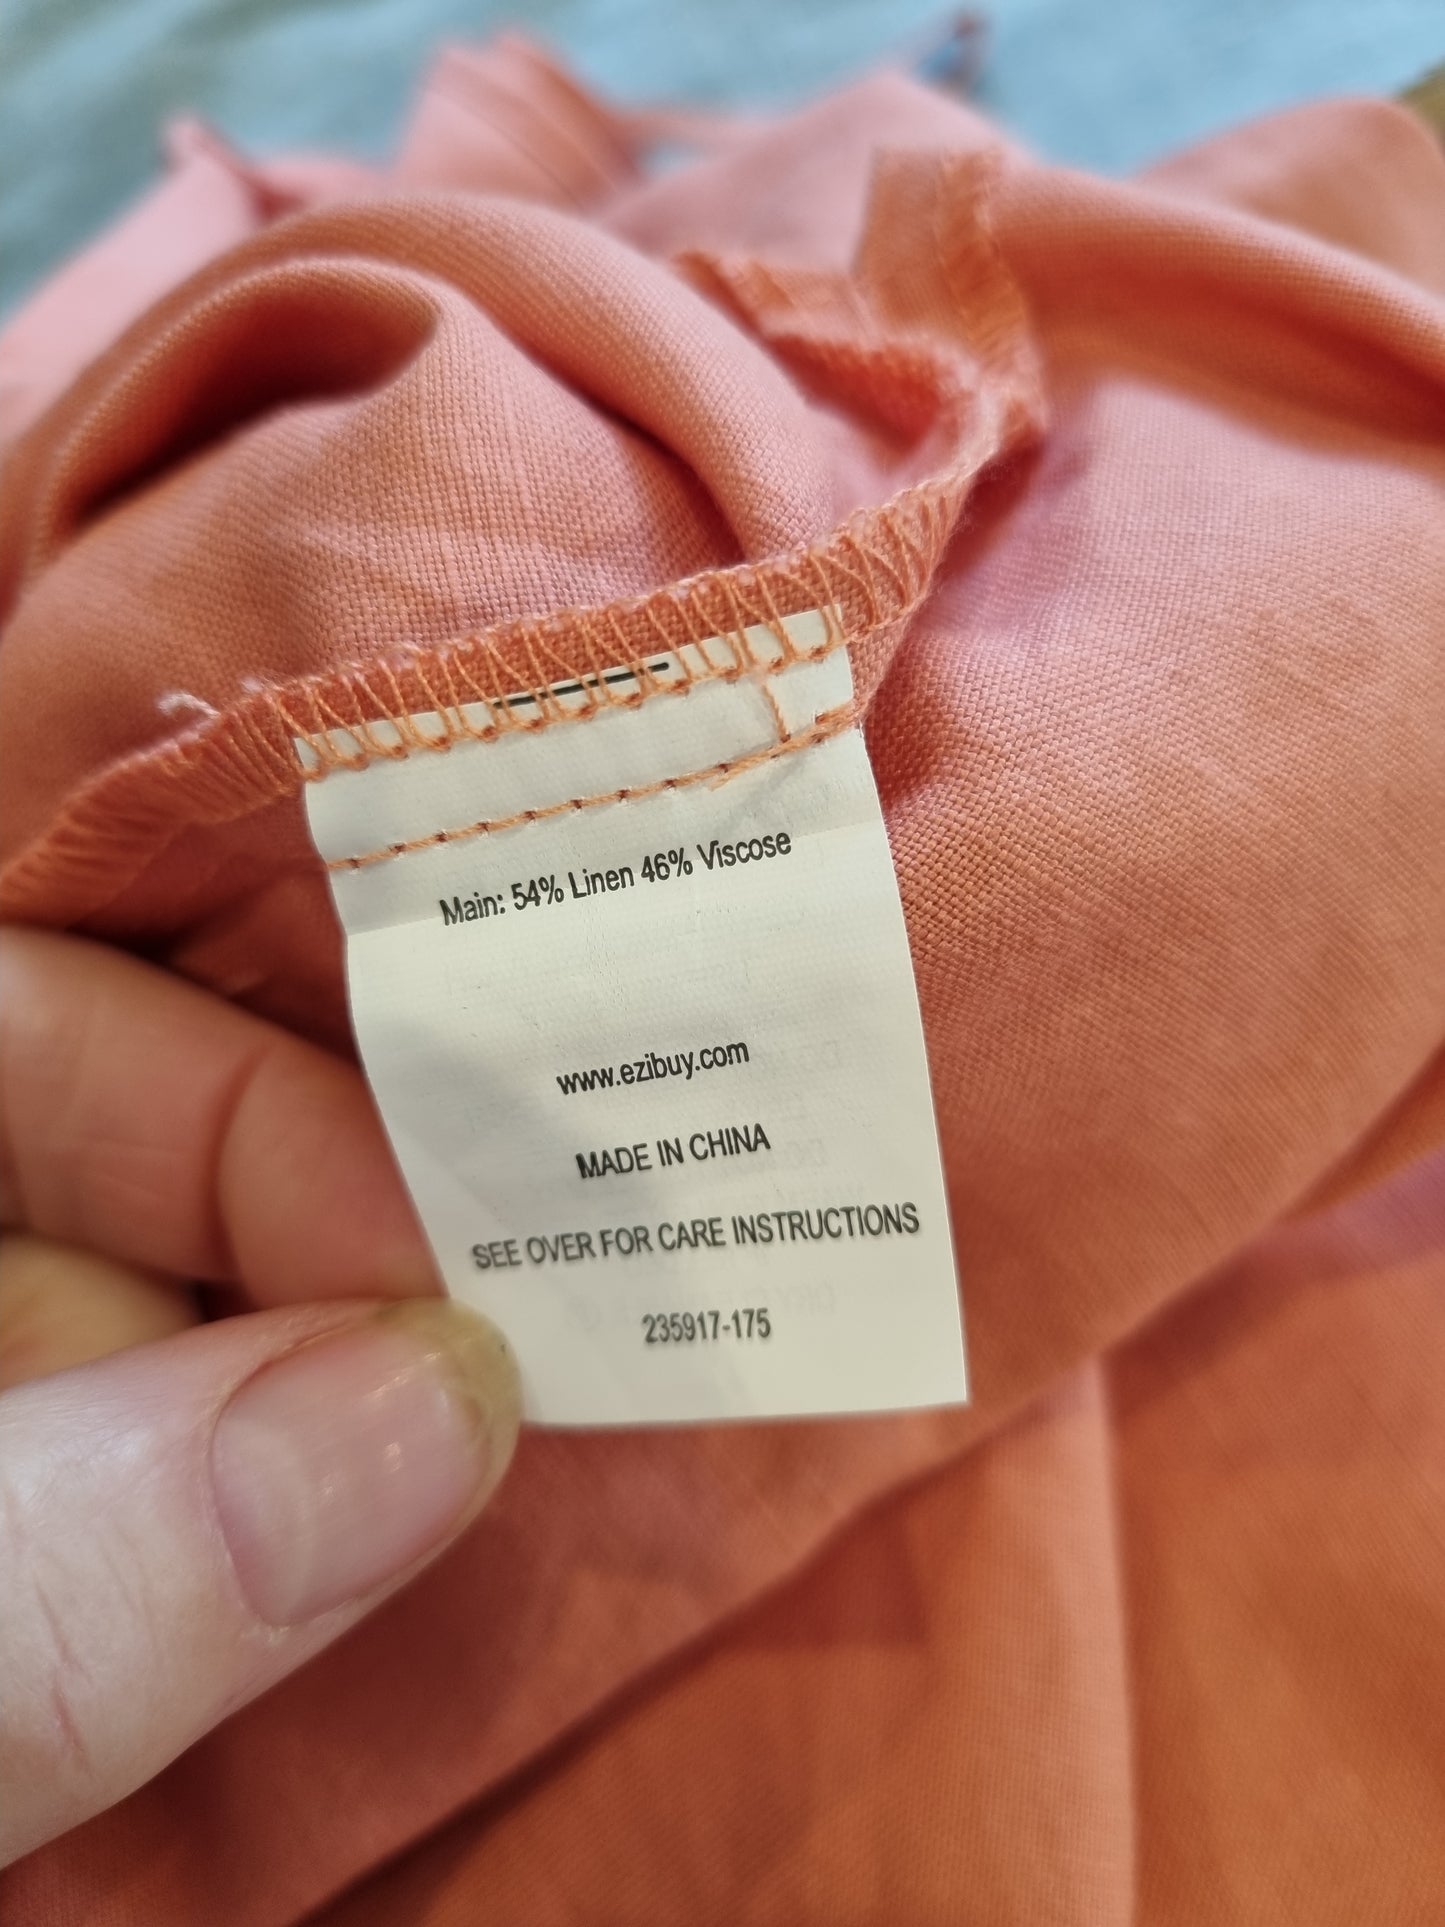 Main: 54% Linen 46% Viscose
www.ezibuy.com
MADE IN CHINA
SEE OVER FOR CARE INSTRUCTIONS
235917-175